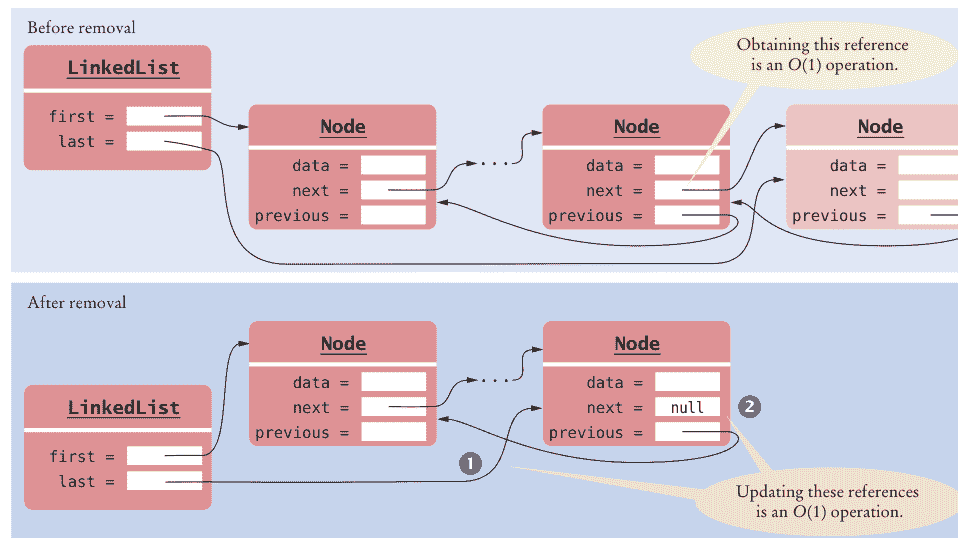 Before removal
Obtaining this reference
is an O(1) operation.
LinkedList
first =
last =
Node
data =
next =
previous =
Node
data =
next =
previous =
Node
data =
next =
previous =
After removal
LinkedList
first =
last =
Node
data =
next =
previous =
Node
data =
next = null
previous =
2
1
Updating these references
is an O(1) operation.